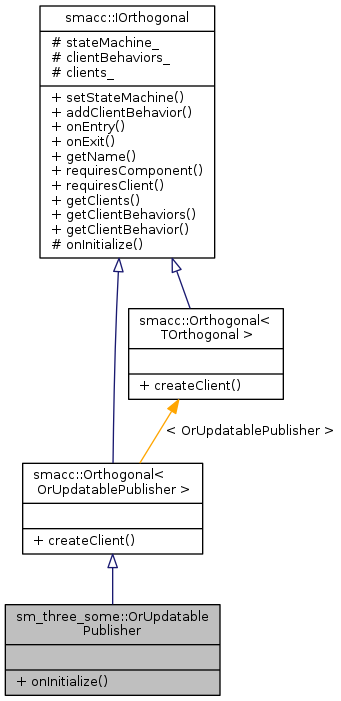 smacc::IOrthogonal
# stateMachine_
# clientBehaviors_
# clients_
+ setStateMachine()
+ addClientBehavior()
+ onEntry()
+ onExit()
+ getName()
+ requiresComponent()
+ requiresClient()
+ getClients()
+ getClientBehaviors()
+ getClientBehavior()
# onInitialize()
smacc::Orthogonal<
TOrthogonal >
+ createClient()
< OrUpdatablePublisher >
smacc::Orthogonal<
OrUpdatablePublisher >
+ createClient()
sm_three_some::OrUpdatable
Publisher
+ onInitialize()